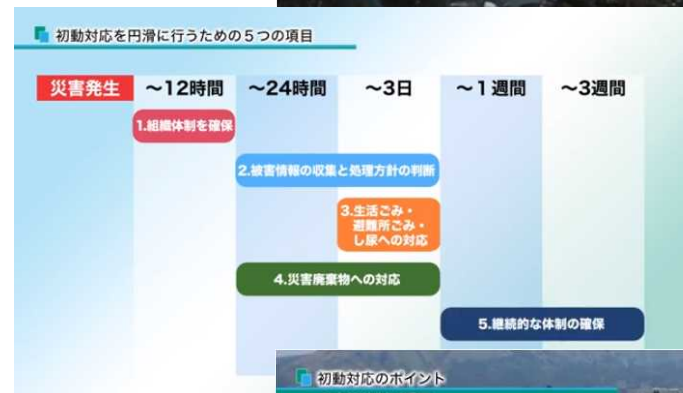 初動対応を円滑に行うための５つの項目
災害発生 〜12時間 〜24時間 〜3日 〜１週間 〜3週間
1.組織体制を確保
2.被害情報の収集と処理方針の判断
3.生活ごみ・
避難所ごみ・
し尿への対応
4.災害廃棄物への対応
5.継続的な体制の確保
初動対応のポイント